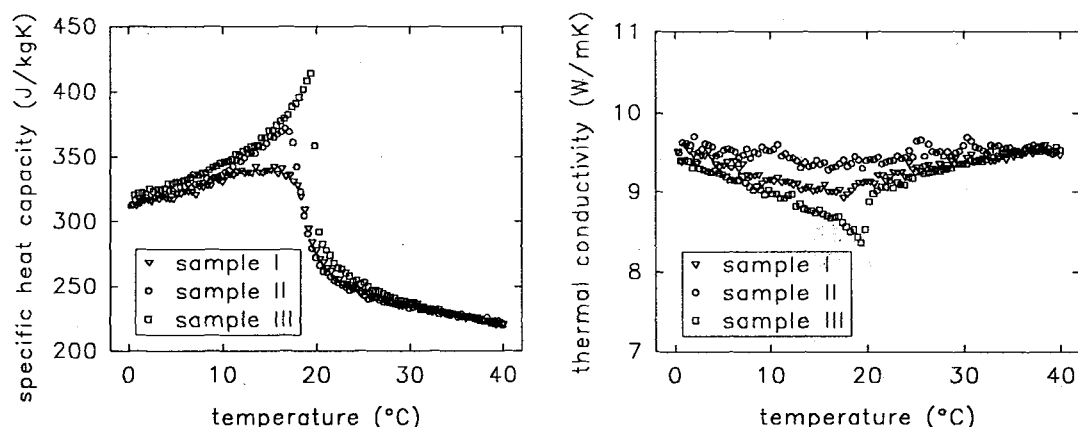 specific heat capacity (J/kgK)
450
400
350
300
250
200
sample I
sample II
sample III
0
10
20
30
40
temperature (°C)
thermal conductivity (W/mK)
11
10
9
8
7
sample I
sample II
sample III
0
10
20
30
40
temperature (°C)